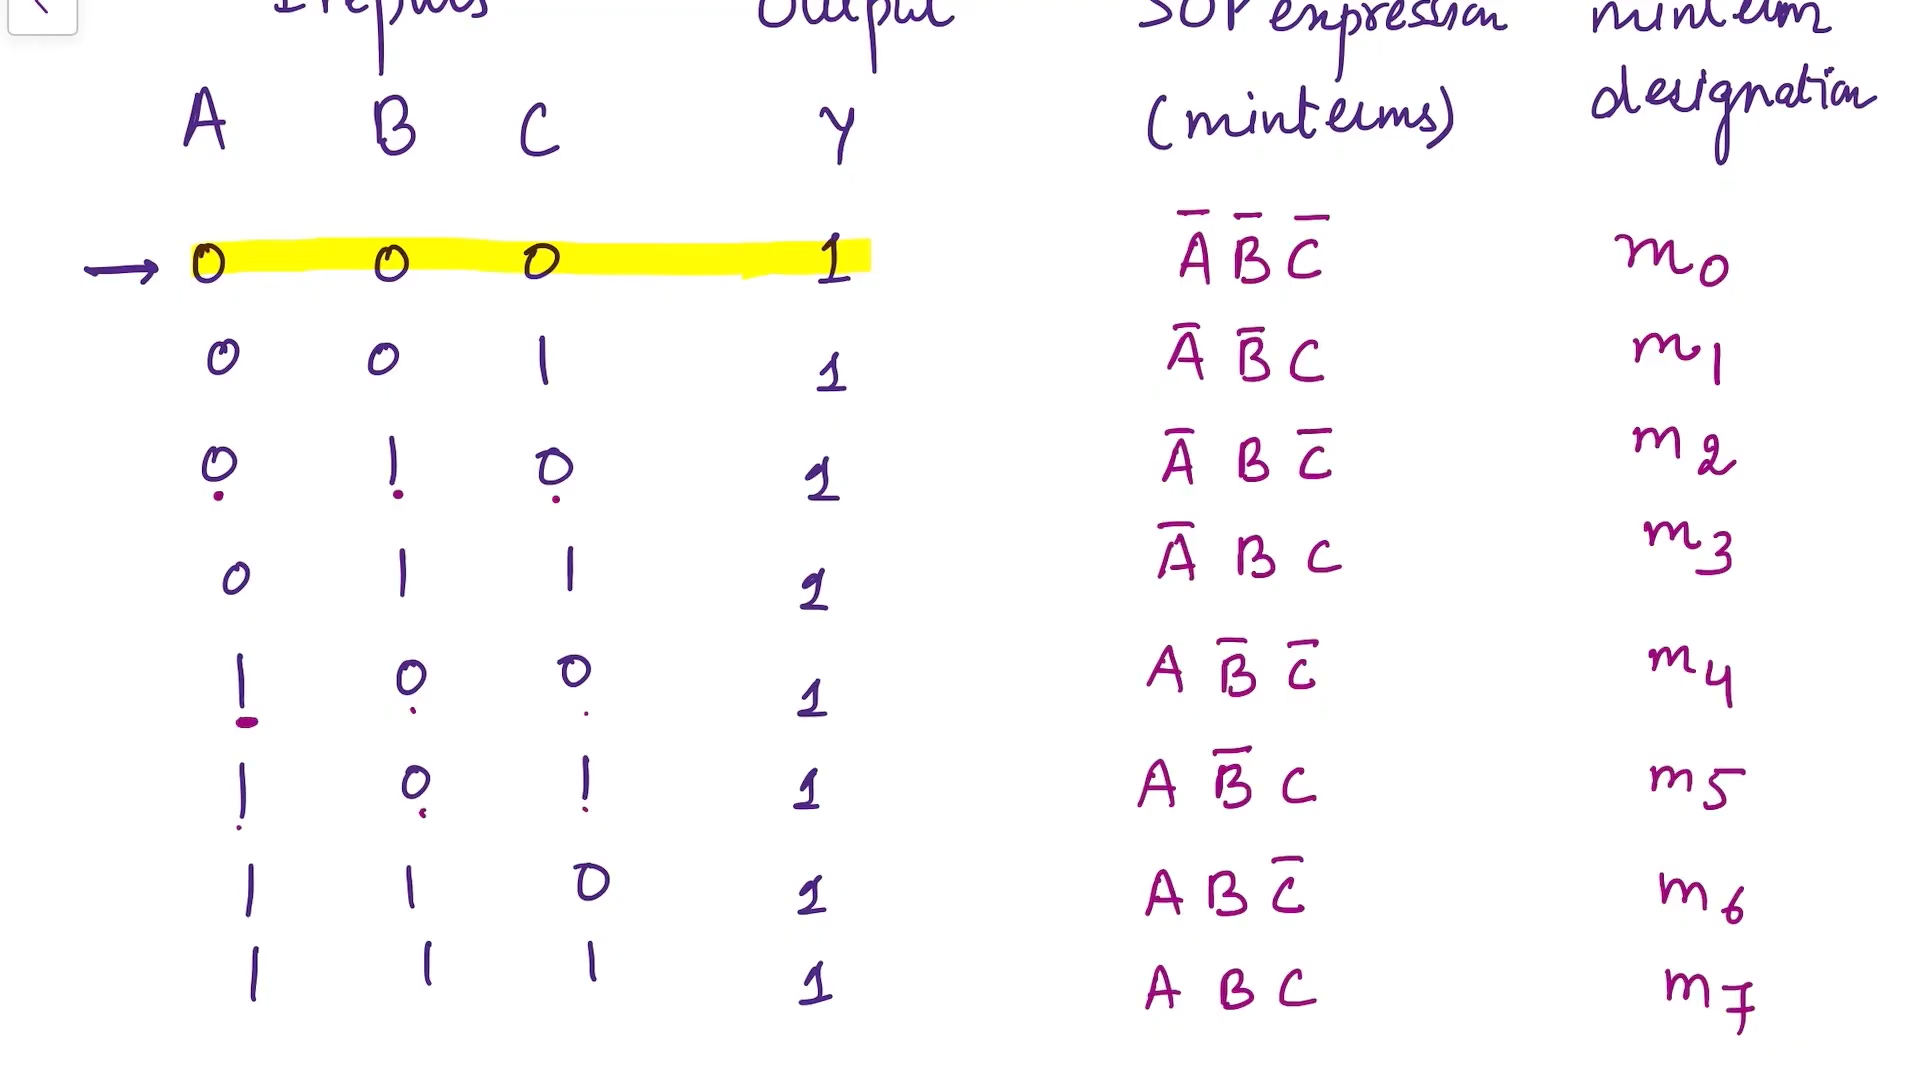 Inputs Output SOP expression minterm
A B C Y (minterms) designation
0 0 0 1 A̅ B̅ C̅ m0
0 0 1 1 A̅ B̅ C m1
0 1 0 1 A̅ B C̅ m2
0 1 1 1 A̅ B C m3
1 0 0 1 A B̅ C̅ m4
1 0 1 1 A B̅ C m5
1 1 0 1 A B C̅ m6
1 1 1 1 A B C m7